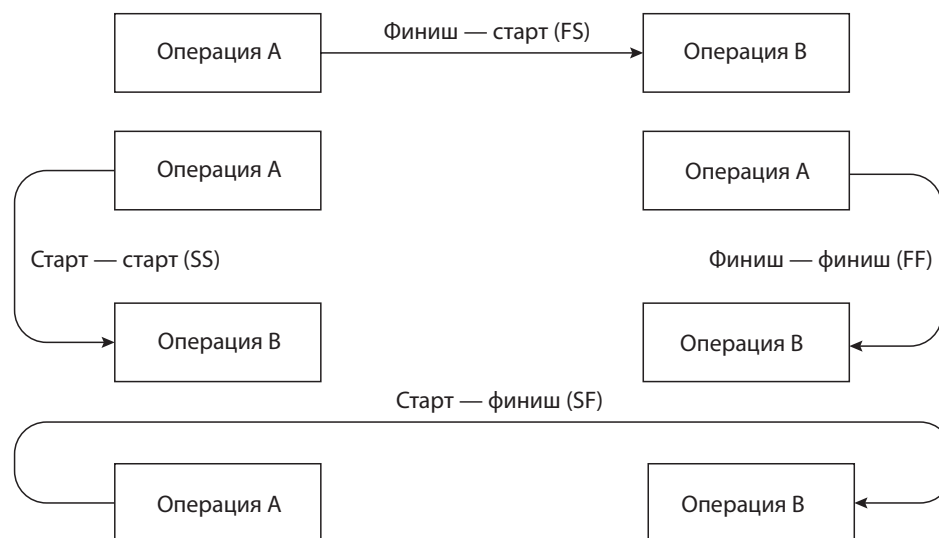 Операция A
Финиш — старт (FS)
Операция B
Операция A
Операция A
Старт — старт (SS)
Финиш — финиш (FF)
Операция B
Операция B
Старт — финиш (SF)
Операция A
Операция B